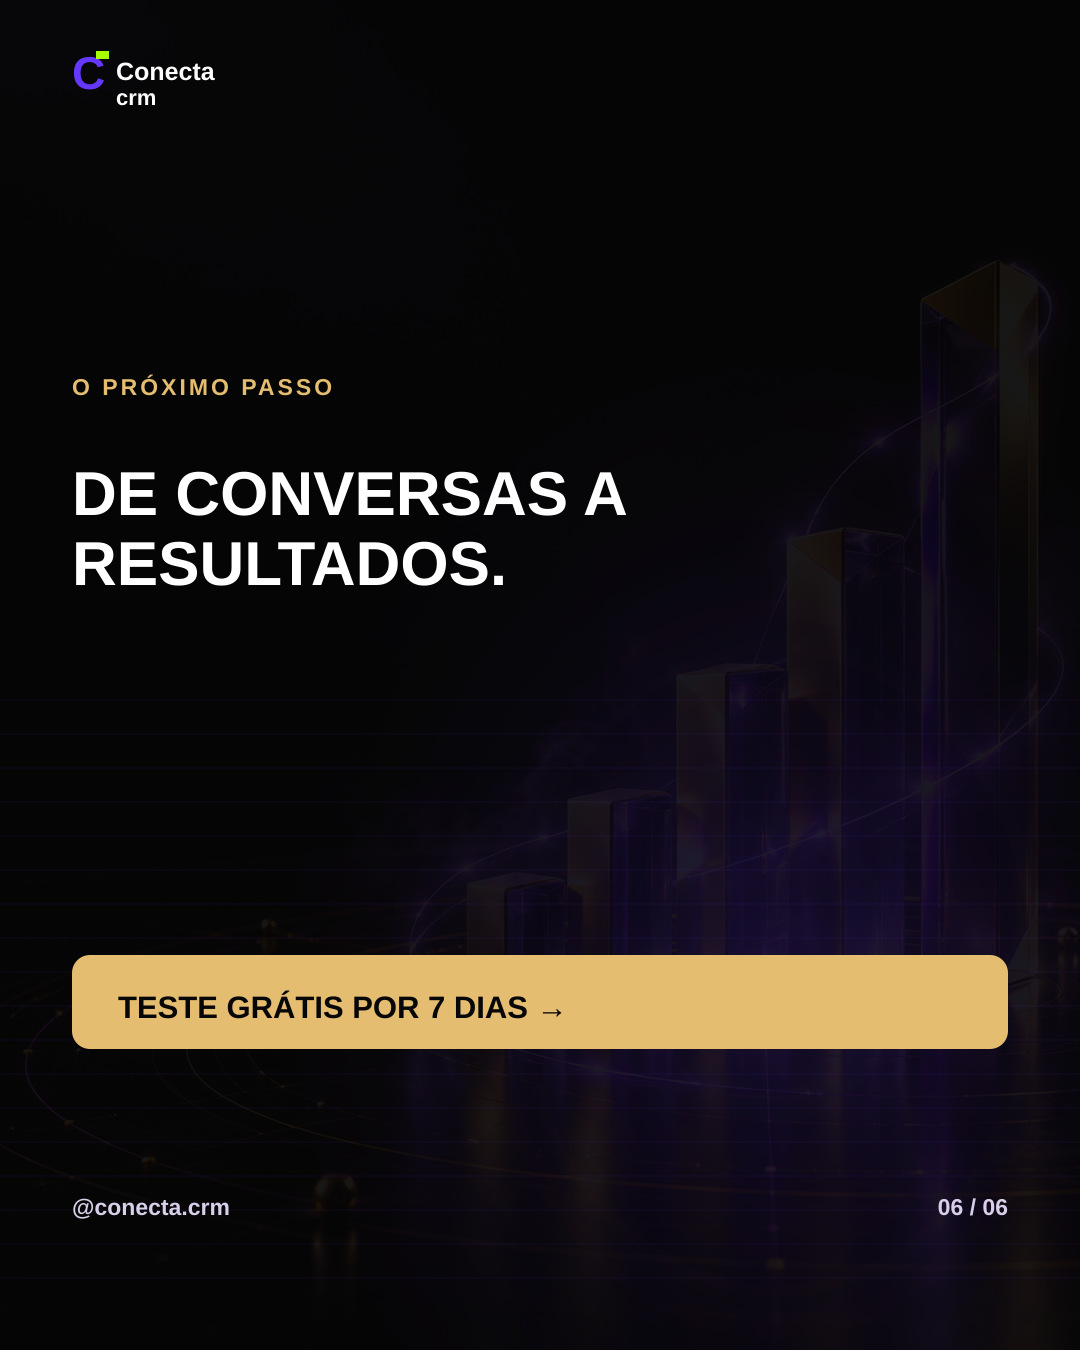 Conecta
crm
O PRÓXIMO PASSO
DE CONVERSAS A
RESULTADOS.
TESTE GRÁTIS POR 7 DIAS →
@conecta.crm
06 / 06